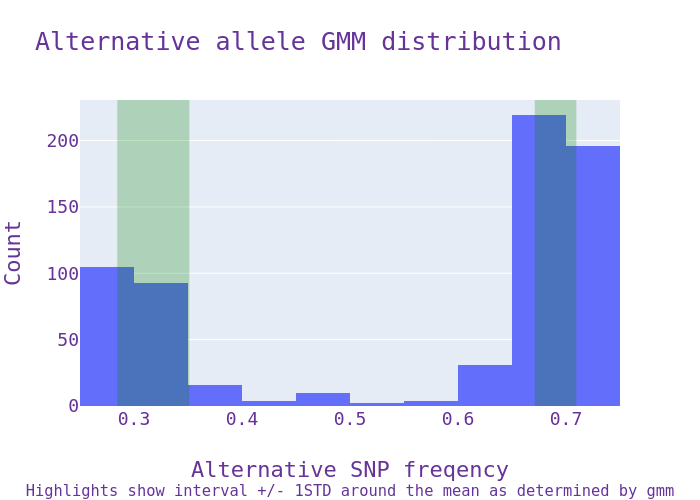 Alternative allele GMM distribution
200
150
100
50
0
Count
0.3 0.4 0.5 0.6 0.7
Alternative SNP freqency
Highlights show interval +/- 1STD around the mean as determined by gmm